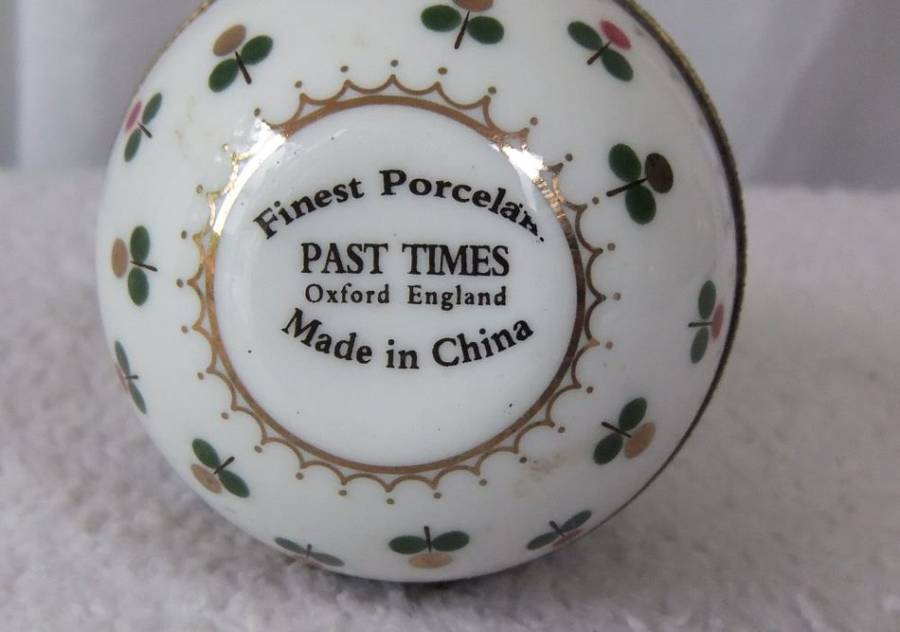 Finest Porcelain
PAST TIMES
Oxford England
Made in China